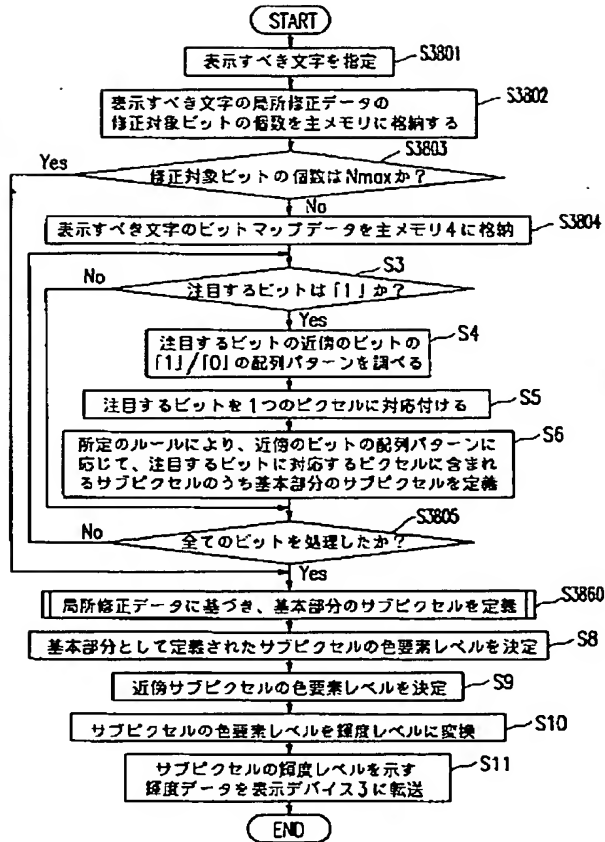 START
表示すべき文字を指定
S3801
表示すべき文字の局所修正データの
修正対象ビットの個数を主メモリに格納する
S3802
S3803
Yes
修正対象ビットの個数はNmaxか?
No
表示すべき文字のビットマップデータを主メモリ4に格納
S3804
S3
No
注目するビットは「1」か?
Yes
注目するビットの近傍のビットの
「1」/「0」の配列パターンを調べる
S4
注目するビットを1つのピクセルに対応付ける
S5
所定のルールにより、近傍のビットの配列パターンに
応じて、注目するビットに対応するピクセルに含まれ
るサブピクセルのうち基本部分のサブピクセルを定義
S6
S3805
No
全てのビットを処理したか?
Yes
局所修正データに基づき、基本部分のサブピクセルを定義
S3860
基本部分として定義されたサブピクセルの色要素レベルを決定
S8
近傍サブピクセルの色要素レベルを決定
S9
サブピクセルの色要素レベルを輝度レベルに変換
S10
サブピクセルの輝度レベルを示す
輝度データを表示デバイス3に転送
S11
END